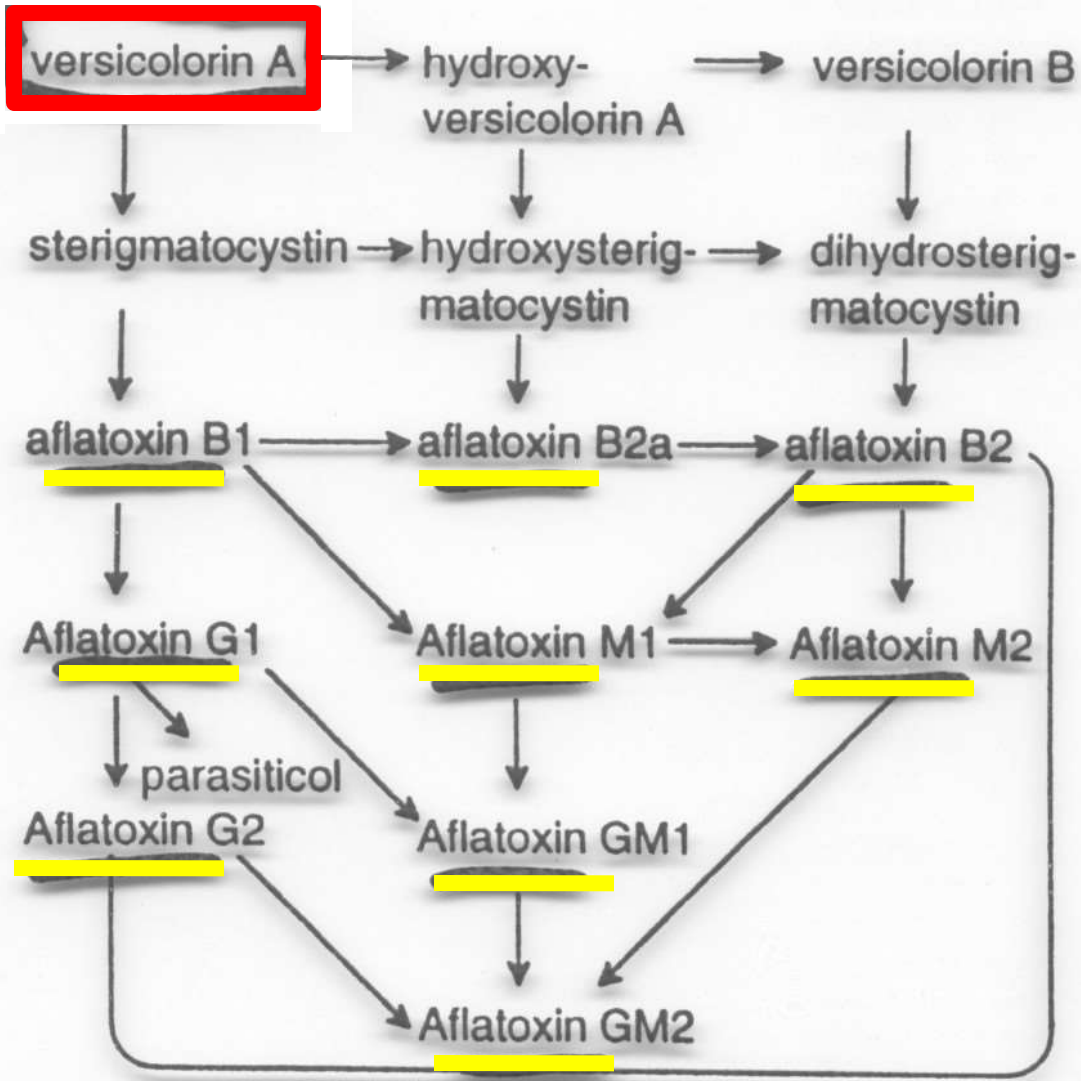 versicolorin A
hydroxy-
versicolorin A
versicolorin B
sterigmatocystin
hydroxysterig-
matocystin
dihydrosterig-
matocystin
aflatoxin B1
aflatoxin B2a
aflatoxin B2
Aflatoxin G1
Aflatoxin M1
Aflatoxin M2
parasiticol
Aflatoxin G2
Aflatoxin GM1
Aflatoxin GM2